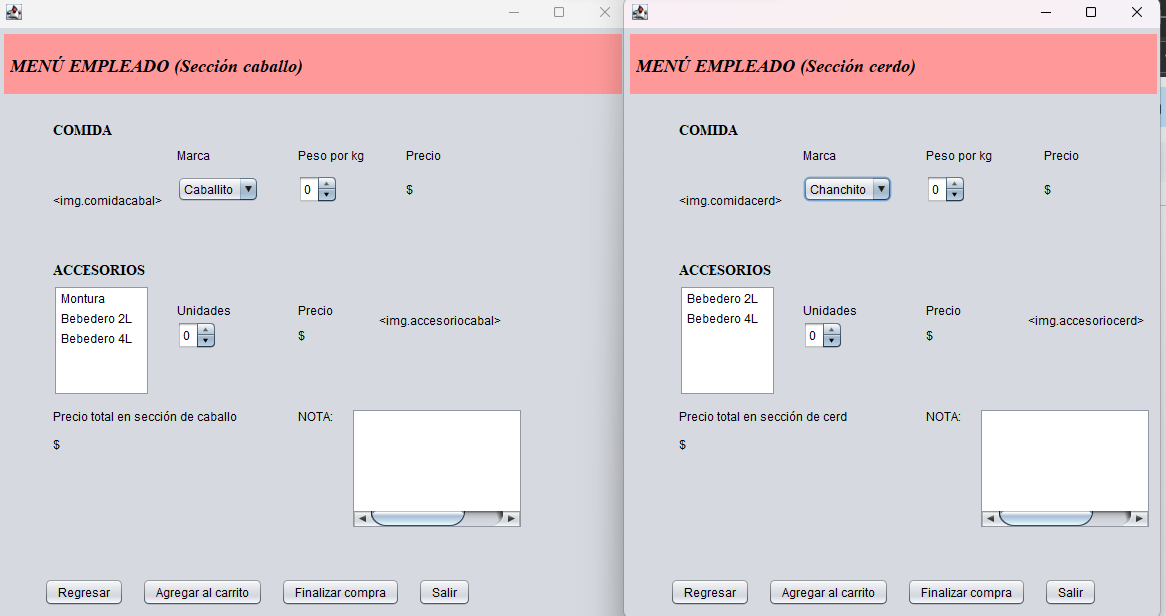 MENÚ EMPLEADO (Sección caballo)
COMIDA
Marca Peso por kg Precio
Caballito 0 $
<img.comidacabal>
ACCESORIOS
Montura
Bebedero 2L
Bebedero 4L
Unidades Precio
0 $
<img.accesoriocabal>
Precio total en sección de caballo NOTA:
$
Regresar Agregar al carrito Finalizar compra Salir
MENÚ EMPLEADO (Sección cerdo)
COMIDA
Marca Peso por kg Precio
Chanchito 0 $
<img.comidacerd>
ACCESORIOS
Bebedero 2L
Bebedero 4L
Unidades Precio
0 $
<img.accesoriocerd>
Precio total en sección de cerd NOTA:
$
Regresar Agregar al carrito Finalizar compra Salir